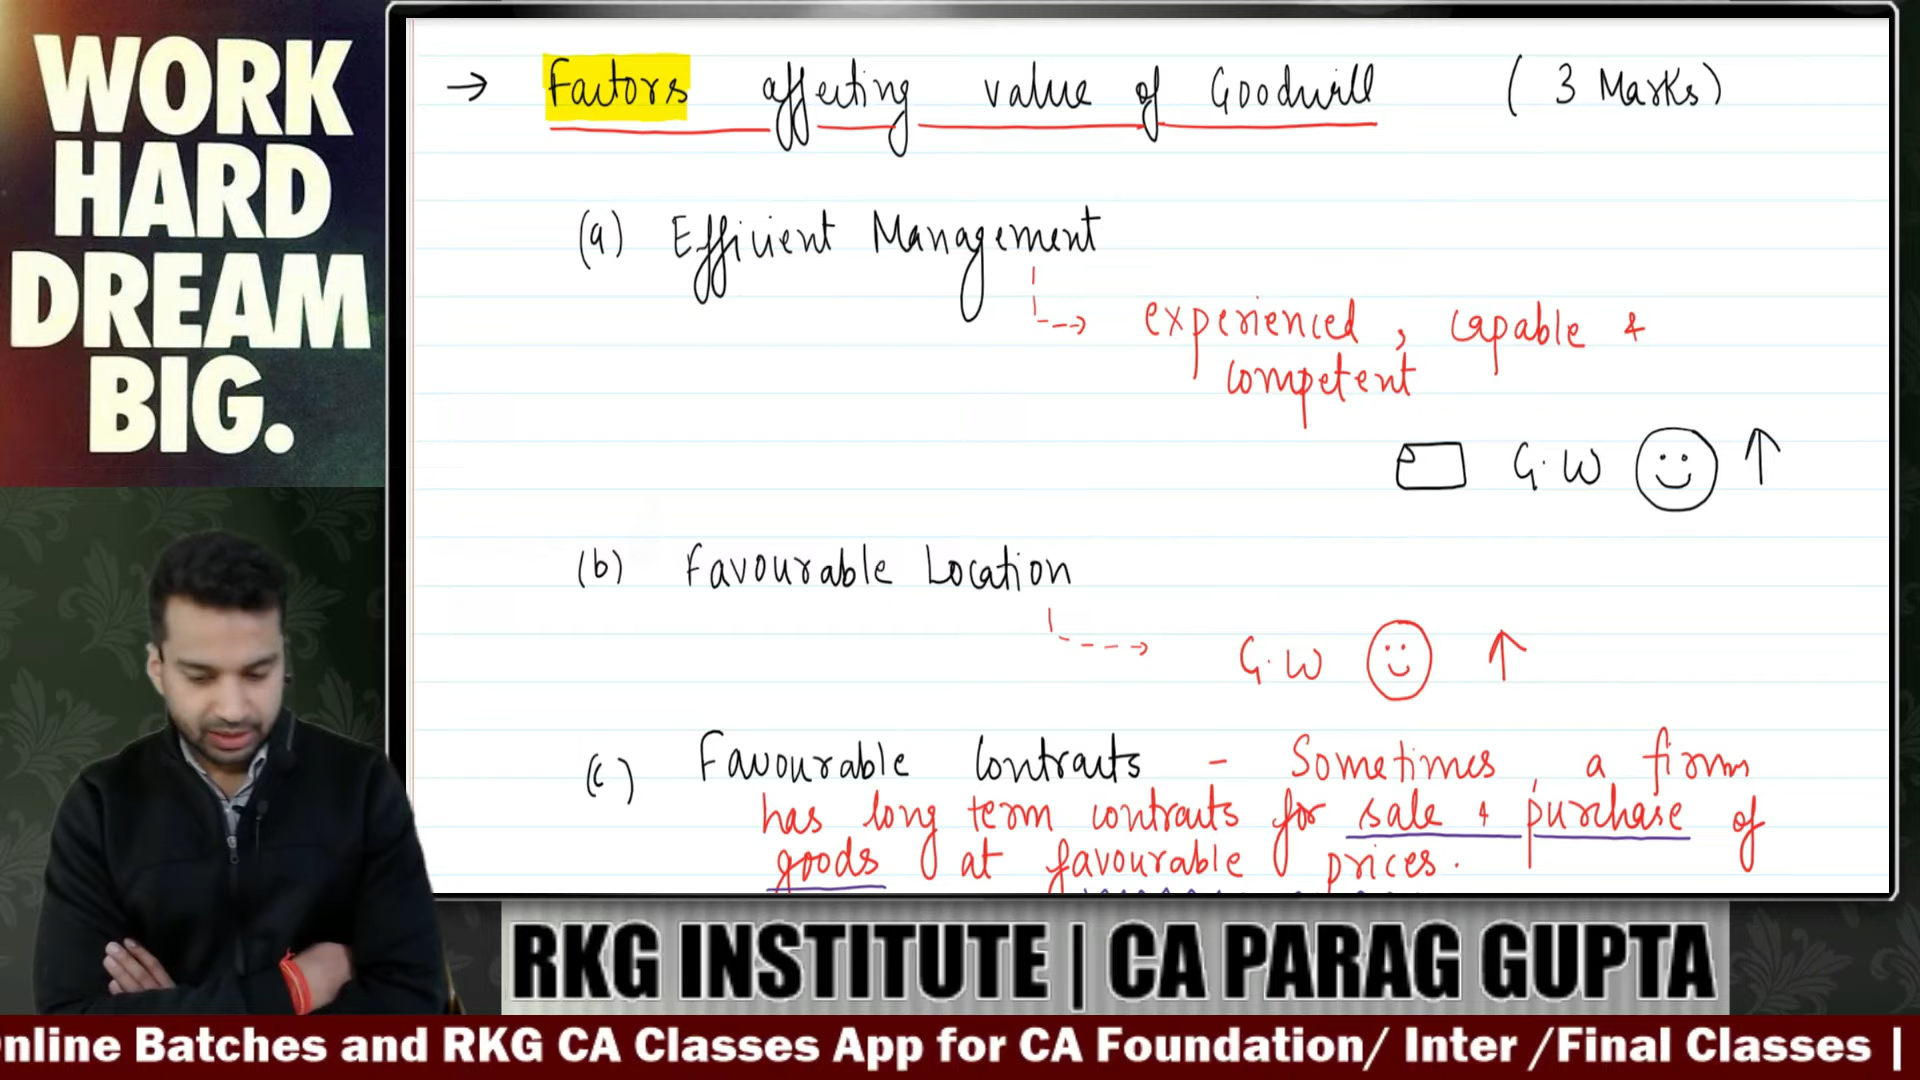 WORK
HARD
DREAM
BIG.
→ Factors affecting value of Goodwill (3 Marks)
(a) Efficient Management
experienced, capable &
competent
G.W ↑
(b) Favourable Location
G.W ↑
(c) Favourable Contracts - Sometimes, a firm
has long term contracts for sale & purchase of
goods at favourable prices.
RKG INSTITUTE | CA PARAG GUPTA
nline Batches and RKG CA Classes App for CA Foundation/ Inter /Final Classes |